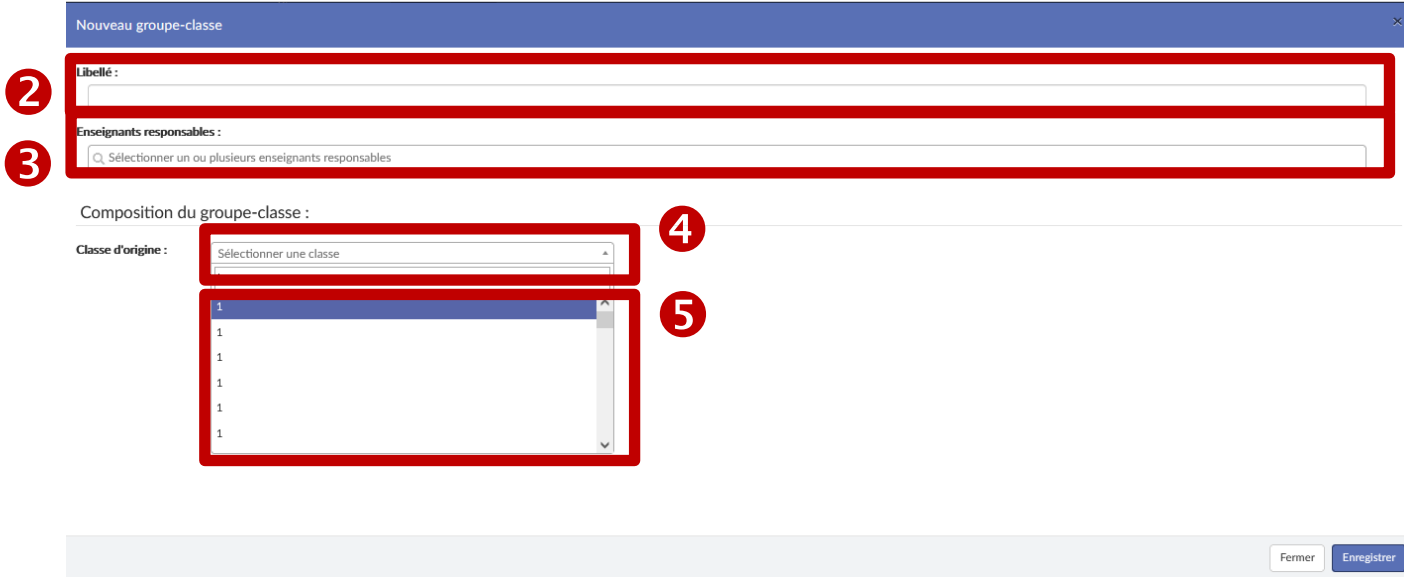 Nouveau groupe-classe ×
Libellé :
2
Enseignants responsables :
3
Sélectionner un ou plusieurs enseignants responsables
Composition du groupe-classe :
4
Classe d'origine :
Sélectionner une classe
5
1
1
1
1
1
1
Fermer Enregistrer